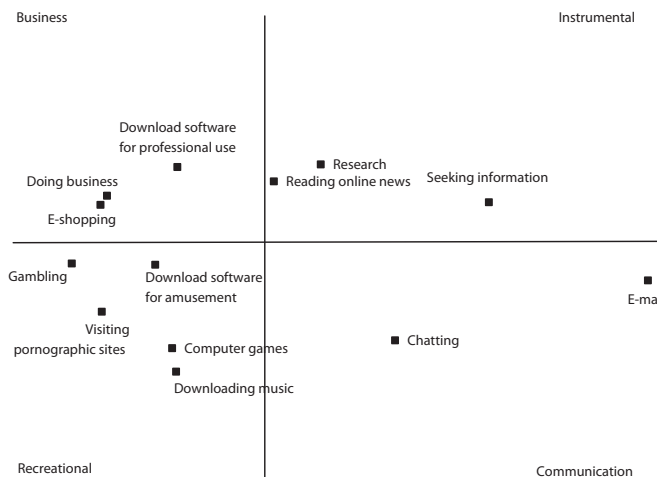 Business
Instrumental
Download software
for professional use
Research
Doing business
Reading online news
Seeking information
E-shopping
Gambling
Download software
for amusement
E-ma
Visiting
pornographic sites
Computer games
Chatting
Downloading music
Recreational
Communication